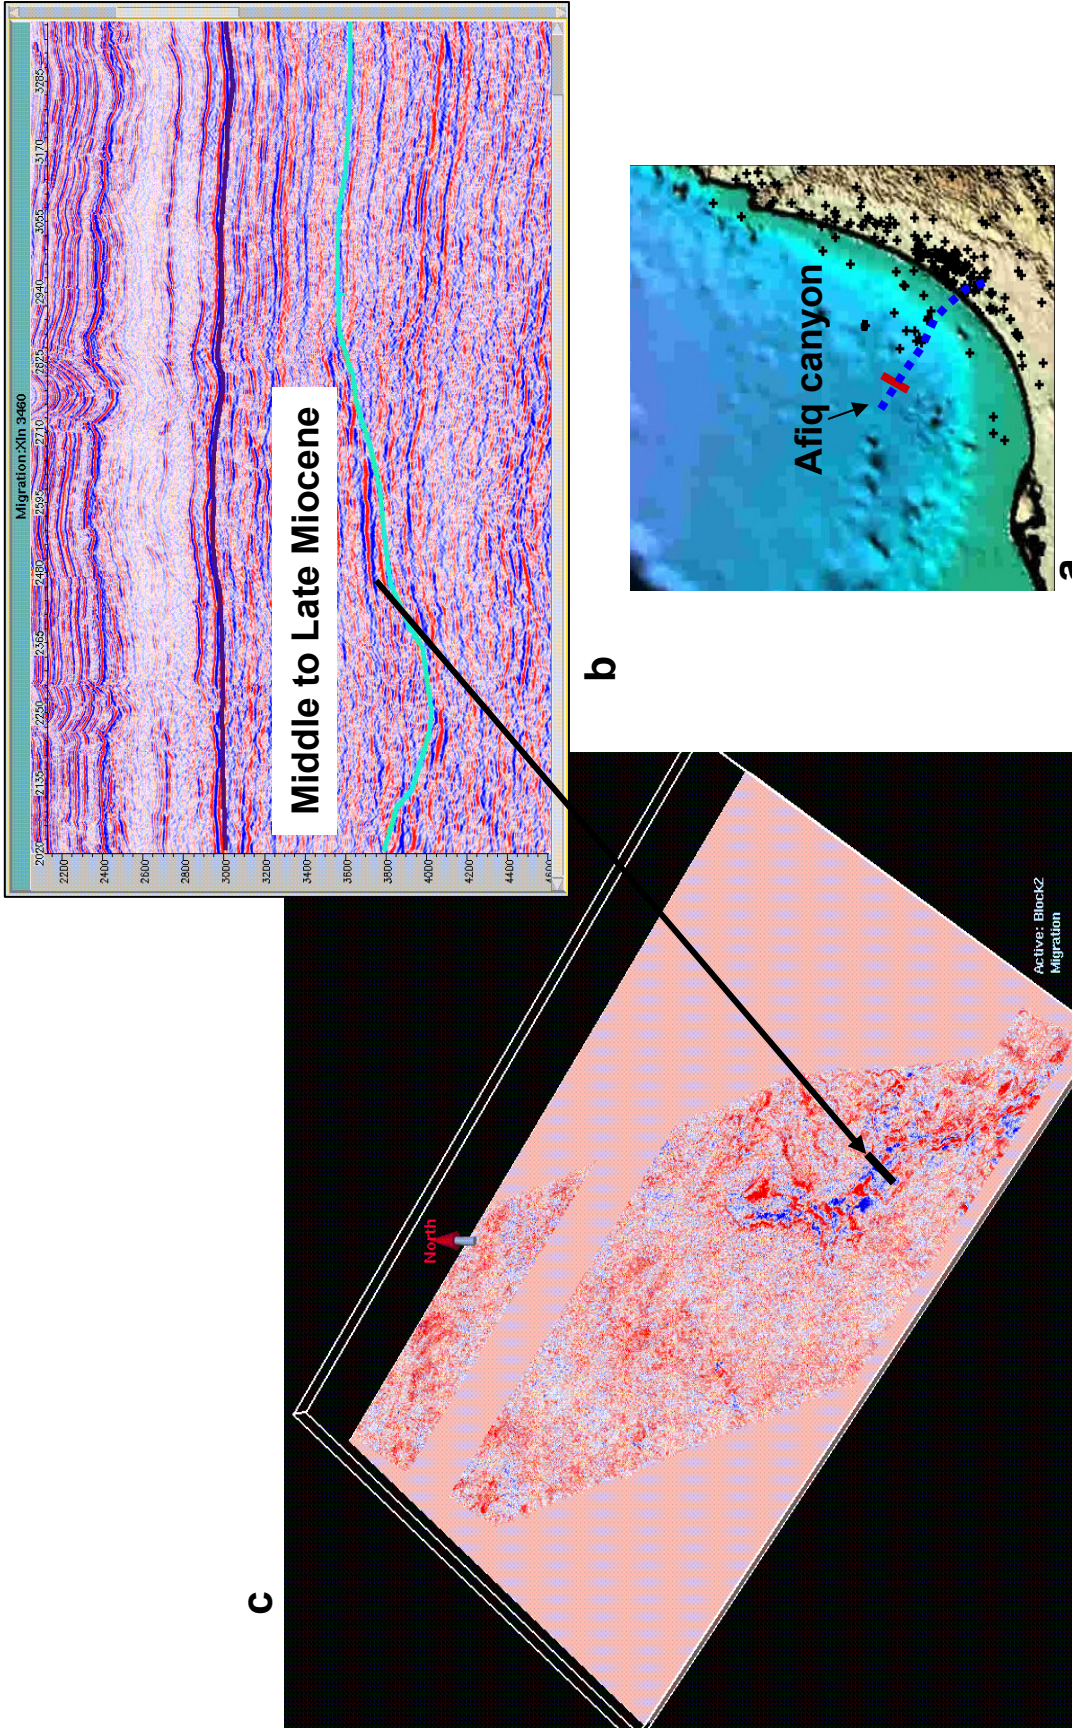 c
North
Active: Block2
Migration
b
Migration:Xln 3460
2020 2135 2250 2365 2480 2595 2710 2825 2940 3055 3170 3285
2200
2400
2600
2800
3000
3200
3400
3600
3800
4000
4200
4400
4600
Middle to Late Miocene
a
Afiq canyon